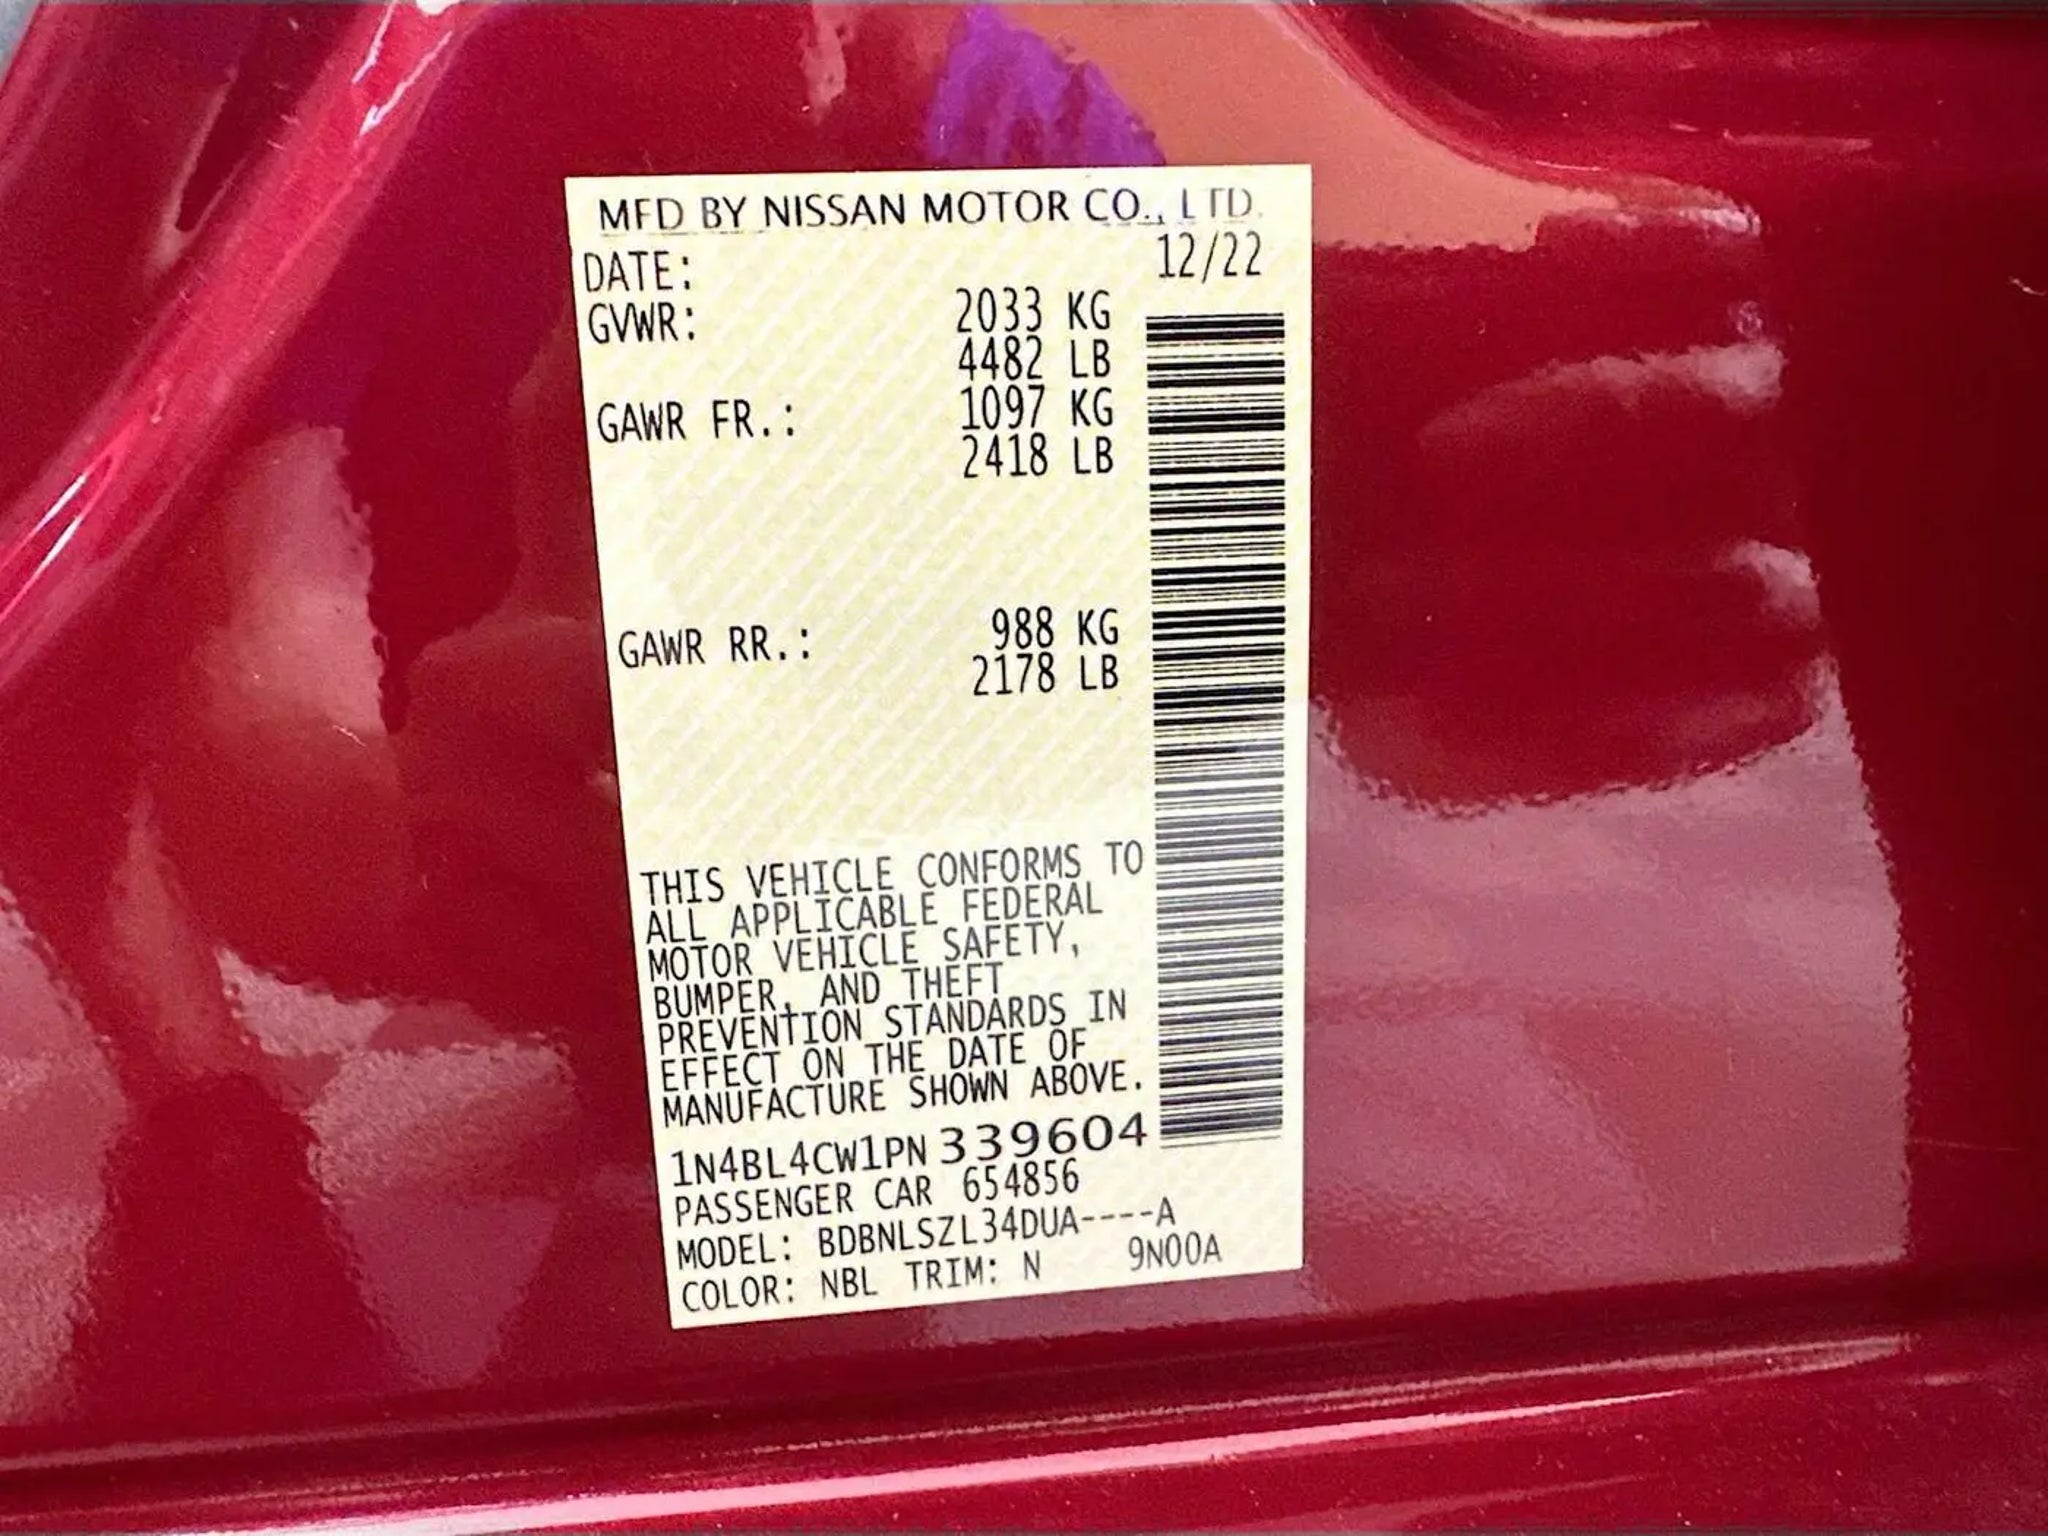 MFD BY NISSAN MOTOR CO., LTD.
DATE: 12/22
GVWR: 2033 KG
4482 LB
GAWR FR.: 1097 KG
2418 LB
GAWR RR.: 988 KG
2178 LB
THIS VEHICLE CONFORMS TO
ALL APPLICABLE FEDERAL
MOTOR VEHICLE SAFETY,
BUMPER, AND THEFT
PREVENTION STANDARDS IN
EFFECT ON THE DATE OF
MANUFACTURE SHOWN ABOVE.
1N4BL4CW1PN 339604
PASSENGER CAR 654856
MODEL: BDBNLSZL34DUA----A
COLOR: NBL TRIM: N 9N00A